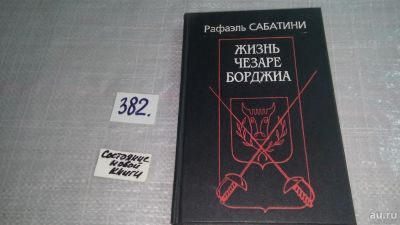 Рафаэль САБАТИНИ
ЖИЗНЬ
ЧЕЗАРЕ
БОРДЖИА
382.
Состояние
новой
книги
au.ru